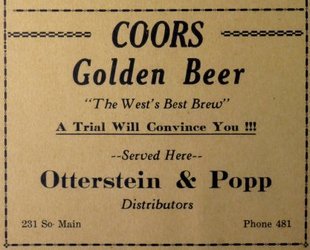 COORS
Golden Beer
"The West's Best Brew"
A Trial Will Convince You !!!
--Served Here--
Otterstein & Popp
Distributors
231 So- Main Phone 481